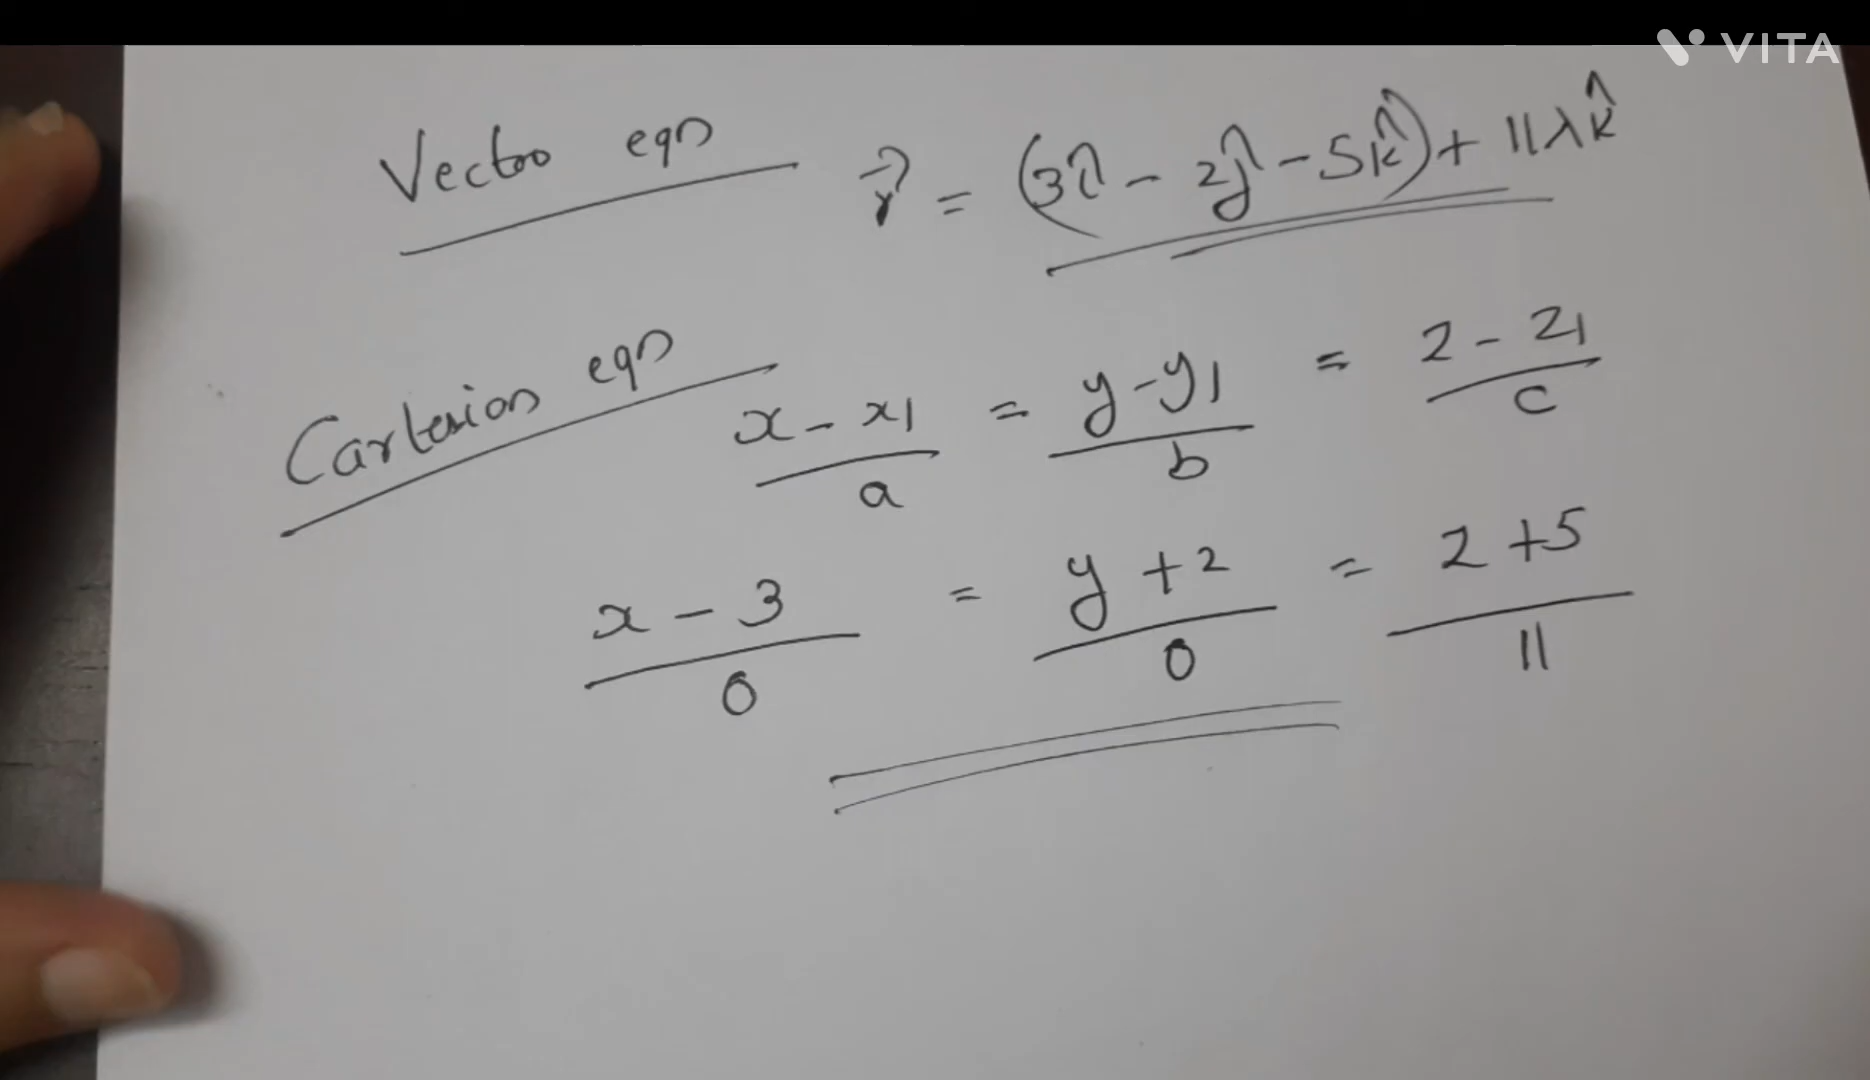 VITA
Vector eqn r⃗ = (3î - 2ĵ - 5k̂) + 11λk̂
Cartesian eqn x - x1 / a = y - y1 / b = z - z1 / c
x - 3 / 0 = y + 2 / 0 = z + 5 / 11